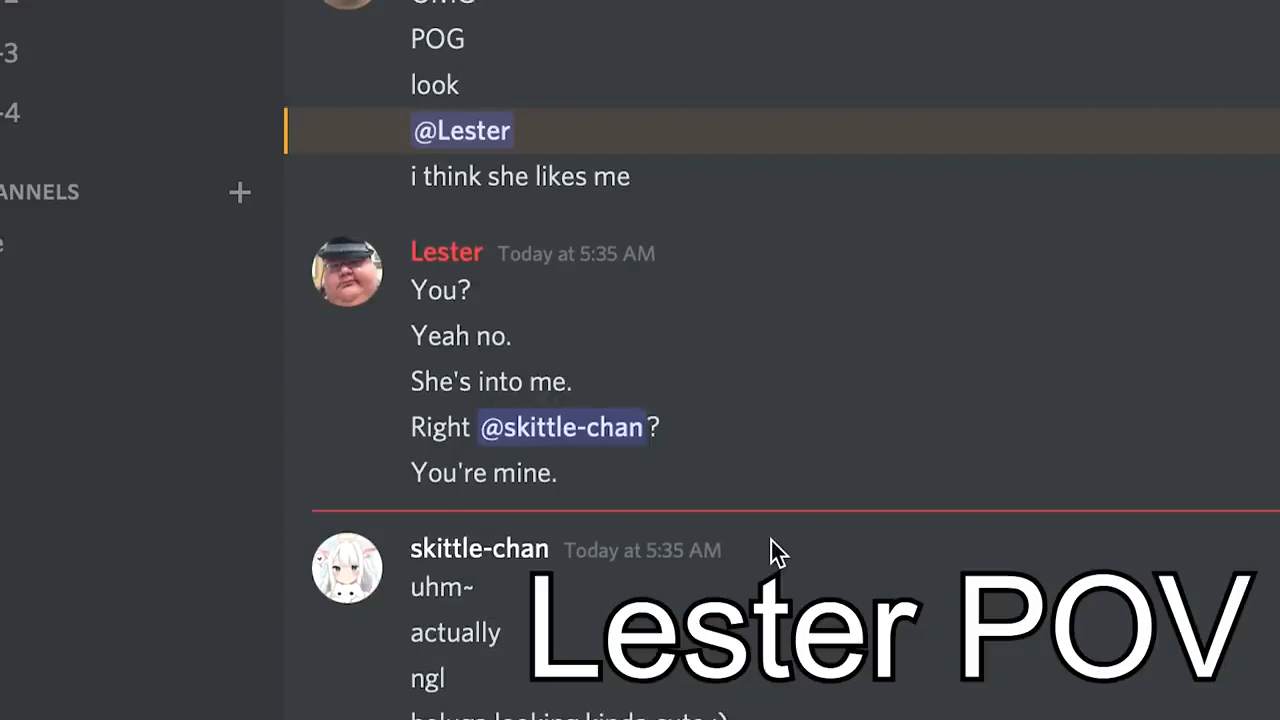 -3
-4
ANNELS
POG
look
@Lester
i think she likes me
Lester Today at 5:35 AM
You?
Yeah no.
She's into me.
Right @skittle-chan?
You're mine.
skittle-chan Today at 5:35 AM
uhm~
actually
ngl
Lester POV